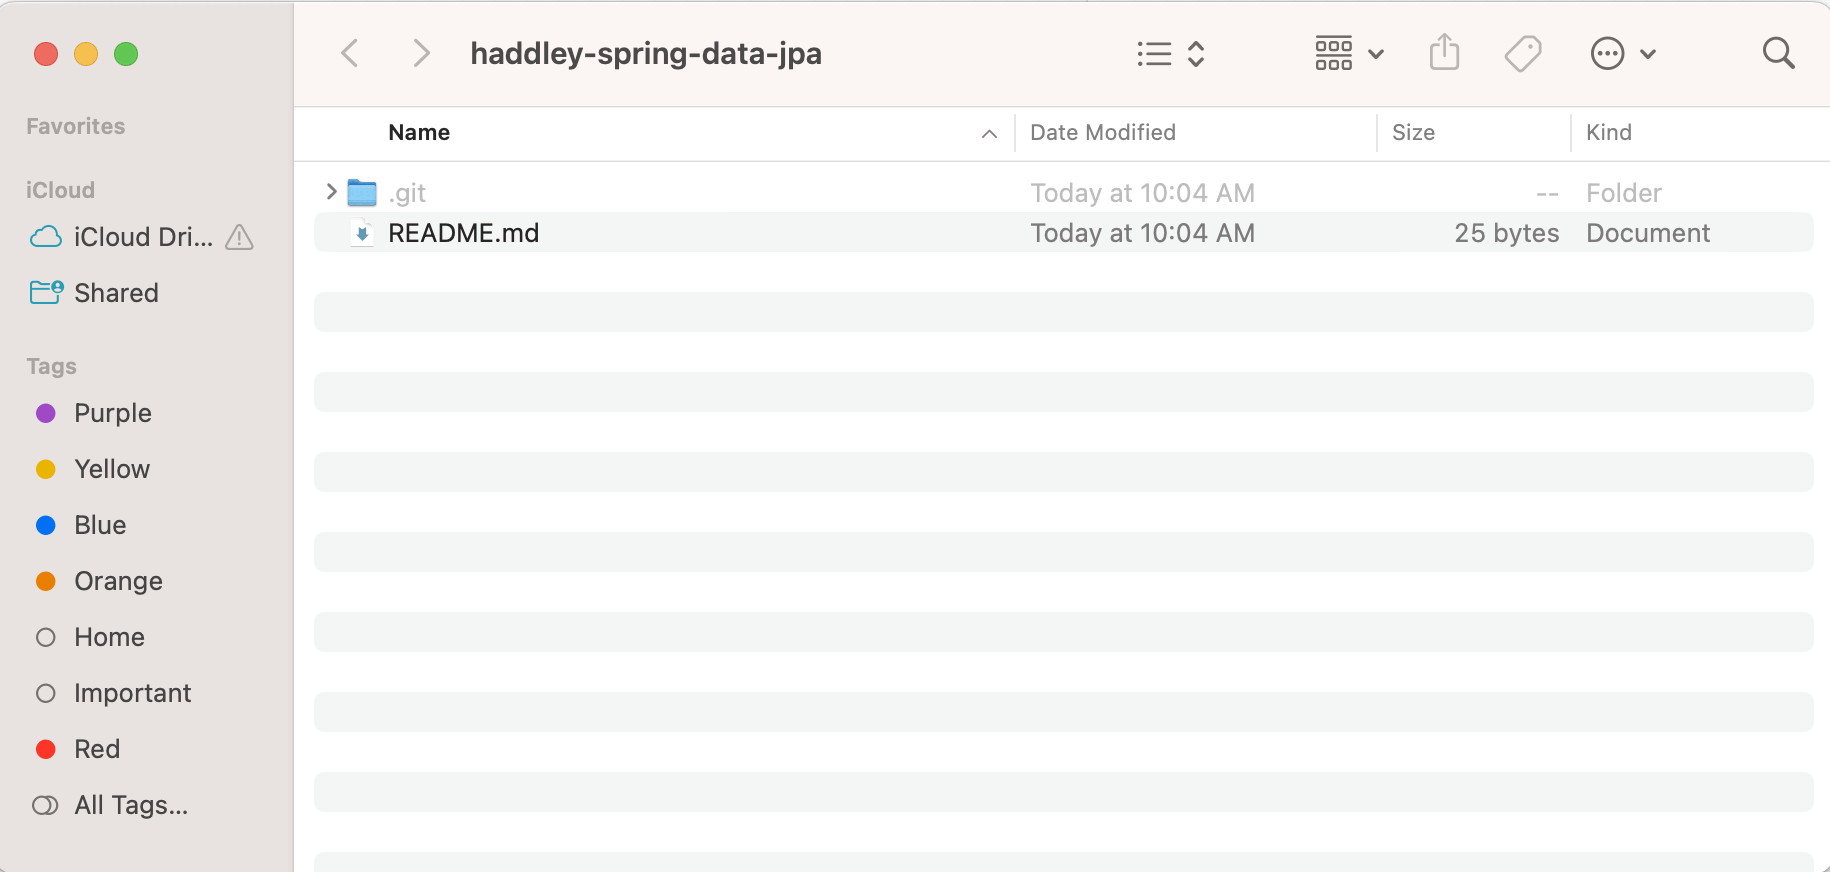 haddley-spring-data-jpa
Favorites
iCloud
iCloud Dri...
Shared
Tags
Purple
Yellow
Blue
Orange
Home
Important
Red
All Tags...
Name Date Modified Size Kind
.git Today at 10:04 AM -- Folder
README.md Today at 10:04 AM 25 bytes Document